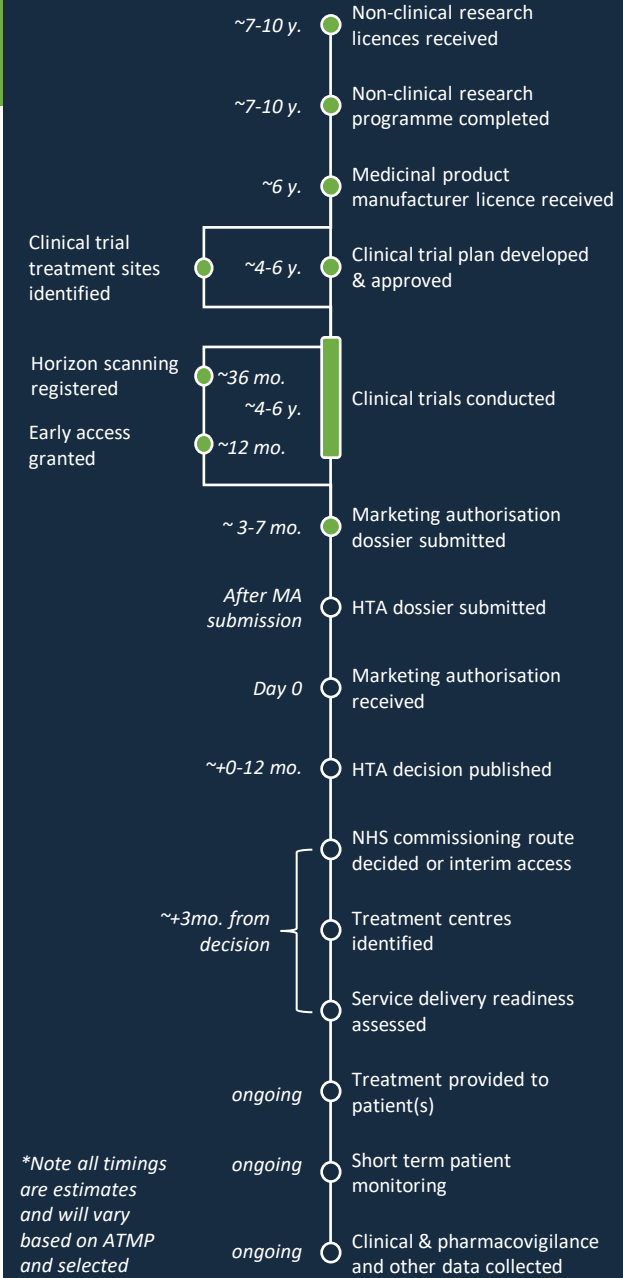 ~7-10 y.
Non-clinical research
licences received
~7-10 y.
Non-clinical research
programme completed
~6 y.
Medicinal product
manufacturer licence received
Clinical trial
treatment sites
identified
~4-6 y.
Clinical trial plan developed
& approved
Horizon scanning
registered
~36 mo.
~4-6 y.
Early access
granted
~12 mo.
Clinical trials conducted
~ 3-7 mo.
Marketing authorisation
dossier submitted
After MA
submission
HTA dossier submitted
Day 0
Marketing authorisation
received
~+0-12 mo.
HTA decision published
NHS commissioning route
decided or interim access
~+3mo. from
decision
Treatment centres
identified
Service delivery readiness
assessed
ongoing
Treatment provided to
patient(s)
ongoing
Short term patient
monitoring
ongoing
Clinical & pharmacovigilance
and other data collected
*Note all timings
are estimates
and will vary
based on ATMP
and selected